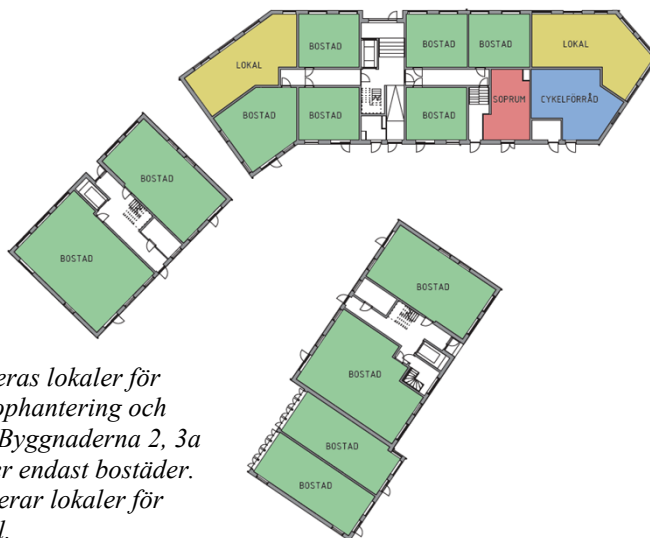 BOSTAD
BOSTAD
BOSTAD
LOKAL
LOKAL
SOPRUM
CYKELFÖRRÅD
BOSTAD
BOSTAD
BOSTAD
BOSTAD
BOSTAD
BOSTAD
BOSTAD
BOSTAD
BOSTAD
eras lokaler för
ophantering och
Byggnaderna 2, 3a
er endast bostäder.
erar lokaler för